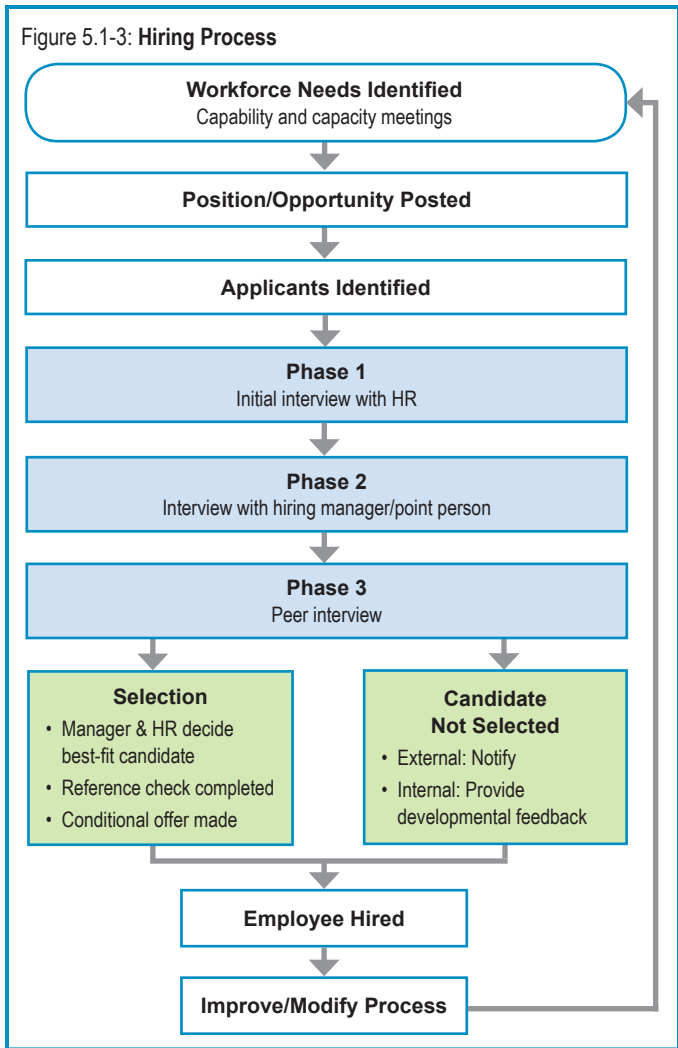 Figure 5.1-3: Hiring Process
Workforce Needs Identified
Capability and capacity meetings
Position/Opportunity Posted
Applicants Identified
Phase 1
Initial interview with HR
Phase 2
Interview with hiring manager/point person
Phase 3
Peer interview
Selection
• Manager & HR decide
best-fit candidate
• Reference check completed
• Conditional offer made
Candidate
Not Selected
• External: Notify
• Internal: Provide
developmental feedback
Employee Hired
Improve/Modify Process